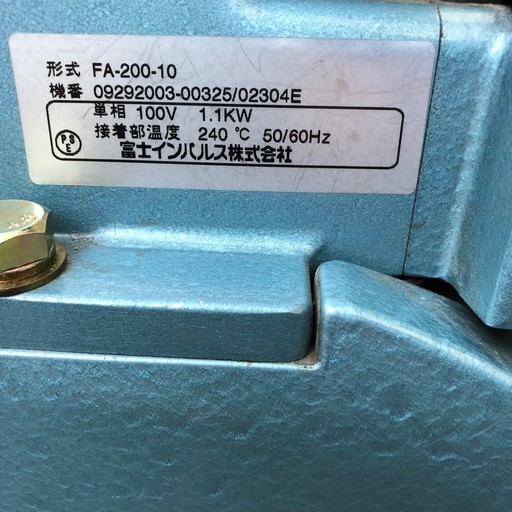 形式 FA-200-10
機番 09292003-00325/02304E
単相 100V 1.1KW
接着部温度 240 ℃ 50/60Hz
富士インパルス株式会社
P S
E